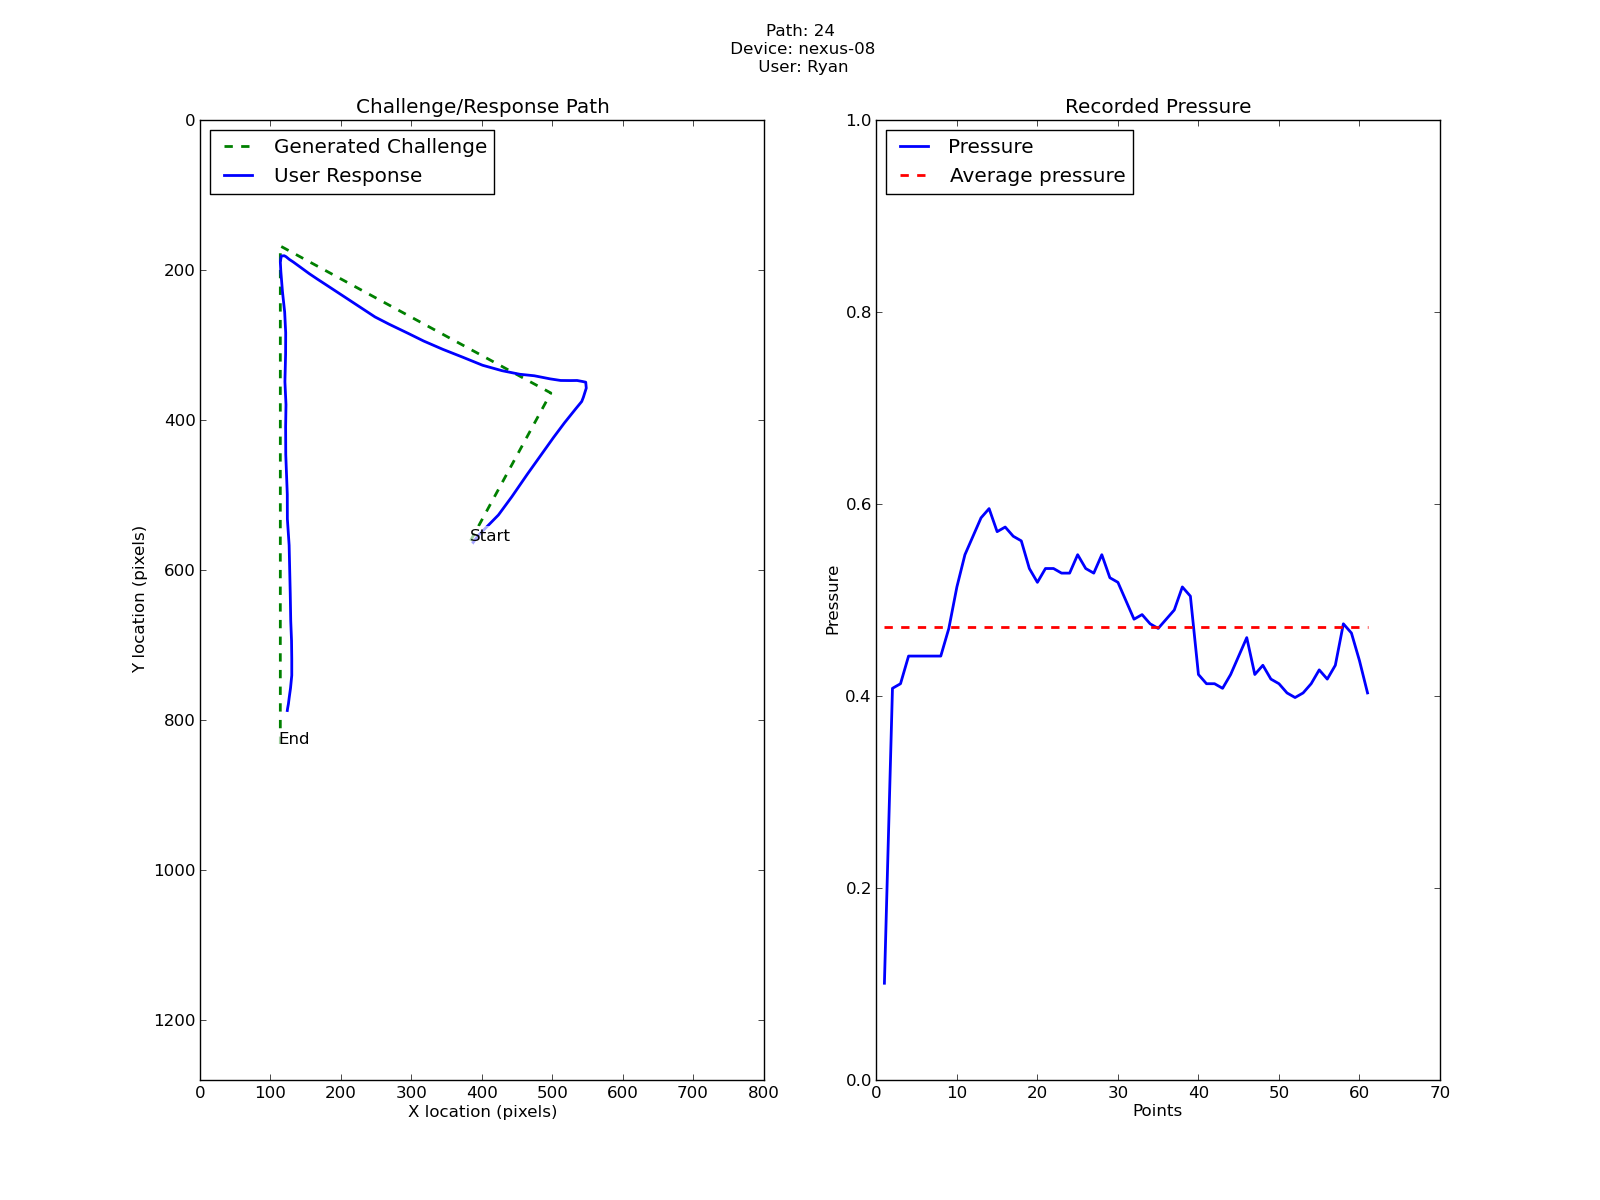 Path: 24
Device: nexus-08
User: Ryan
Challenge/Response Path
Generated Challenge
User Response
0
200
400
600
800
1000
1200
Y location (pixels)
Start
End
0 100 200 300 400 500 600 700 800
X location (pixels)
Recorded Pressure
Pressure
Average pressure
1.0
0.8
0.6
0.4
0.2
0.0
Pressure
0 10 20 30 40 50 60 70
Points